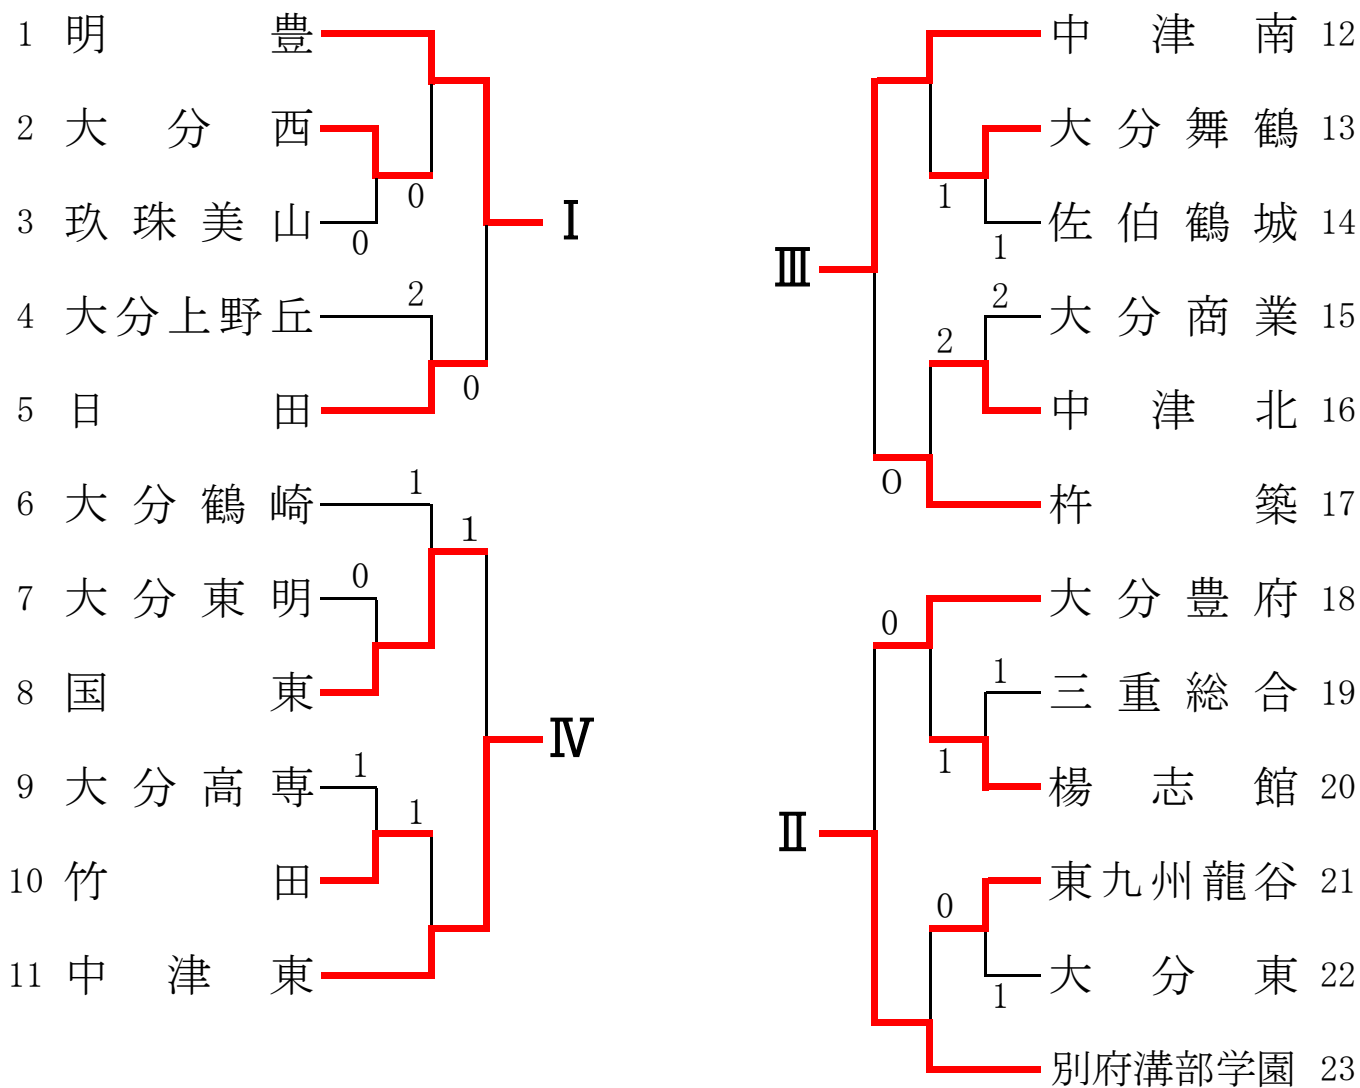 1 明豊
2 大分西
0
3 玖珠美山
0
Ⅰ
4 大分上野丘
2
5 日田
0
6 大分鶴崎
1
1
7 大分東明
0
8 国東
Ⅳ
9 大分高専
1
1
10 竹田
11 中津東
中津南 12
大分舞鶴 13
1
佐伯鶴城 14
1
Ⅲ
2
大分商業 15
2
中津北 16
0
杵築 17
大分豊府 18
0
1
三重総合 19
1
楊志館 20
Ⅱ
東九州龍谷 21
0
大分東 22
1
別府溝部学園 23